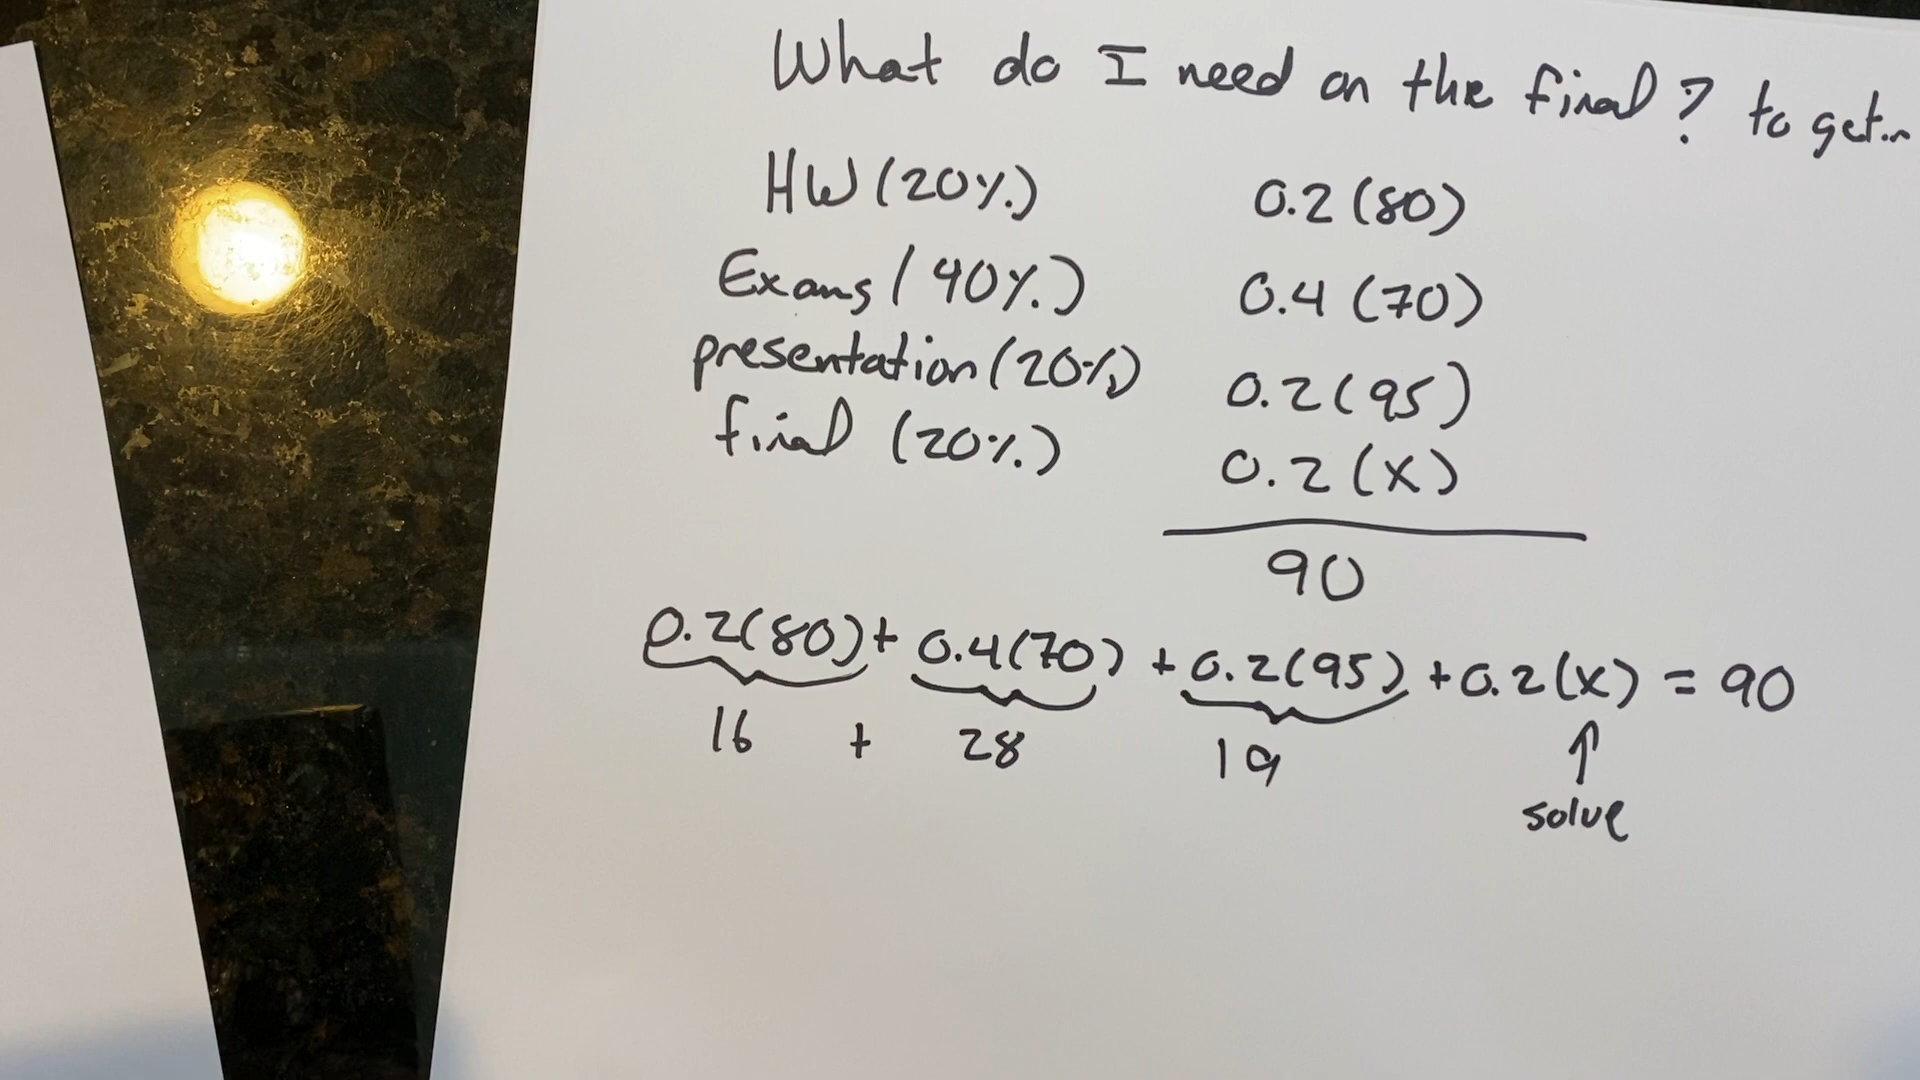 What do I need on the final? to get...
HW (20%) 0.2 (80)
Exams (40%) 0.4 (70)
presentation (20%) 0.2 (95)
final (20%) 0.2 (x)
90
0.2(80) + 0.4(70) + 0.2(95) + 0.2(x) = 90
16 + 28 19 ↑
solve